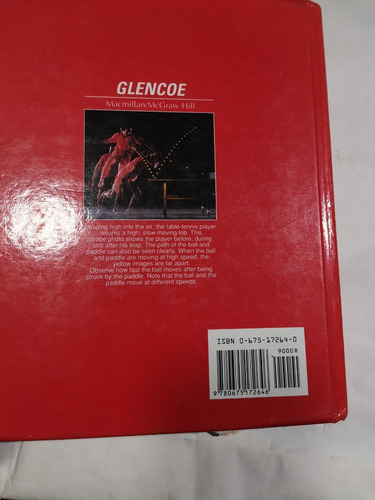 GLENCOE
Macmillan/McGraw-Hill
high into the air, the table-tennis player
returns a high, slow-moving lob. This
strobe photo shows the player before, during,
and after his leap. The path of the ball and
paddle can also be seen clearly. When the ball
and paddle are moving at high speed, the
yellow images are far apart.
Observe how fast the ball moves after being
struck by the paddle. Note that the ball and the
paddle move at different speeds.
ISBN 0-675-17264-0
9000R
9 780675 172646